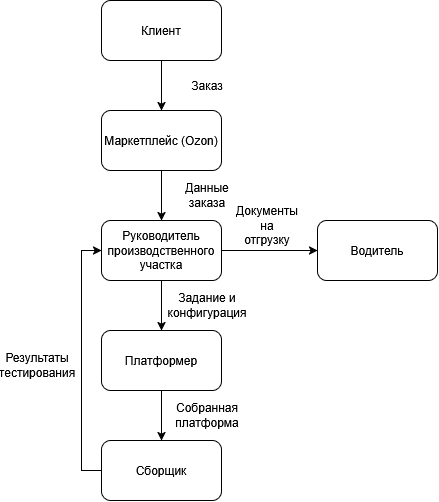 Клиент
Заказ
Маркетплейс (Ozon)
Данные
заказа
Документы
на
отгрузку
Руководитель
производственного
участка
Водитель
Задание и
конфигурация
Результаты
тестирования
Платформер
Собранная
платформа
Сборщик